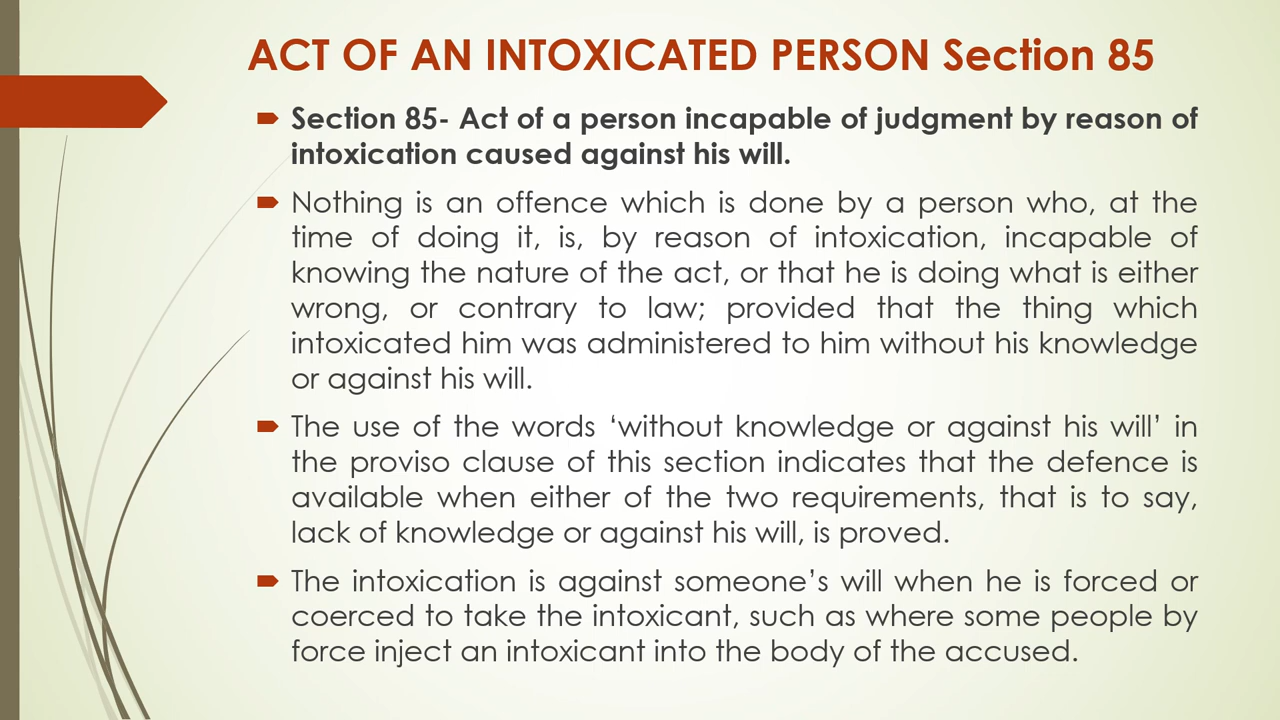 ACT OF AN INTOXICATED PERSON Section 85
Section 85- Act of a person incapable of judgment by reason of
intoxication caused against his will.
Nothing is an offence which is done by a person who, at the
time of doing it, is, by reason of intoxication, incapable of
knowing the nature of the act, or that he is doing what is either
wrong, or contrary to law; provided that the thing which
intoxicated him was administered to him without his knowledge
or against his will.
The use of the words ‘without knowledge or against his will’ in
the proviso clause of this section indicates that the defence is
available when either of the two requirements, that is to say,
lack of knowledge or against his will, is proved.
The intoxication is against someone’s will when he is forced or
coerced to take the intoxicant, such as where some people by
force inject an intoxicant into the body of the accused.